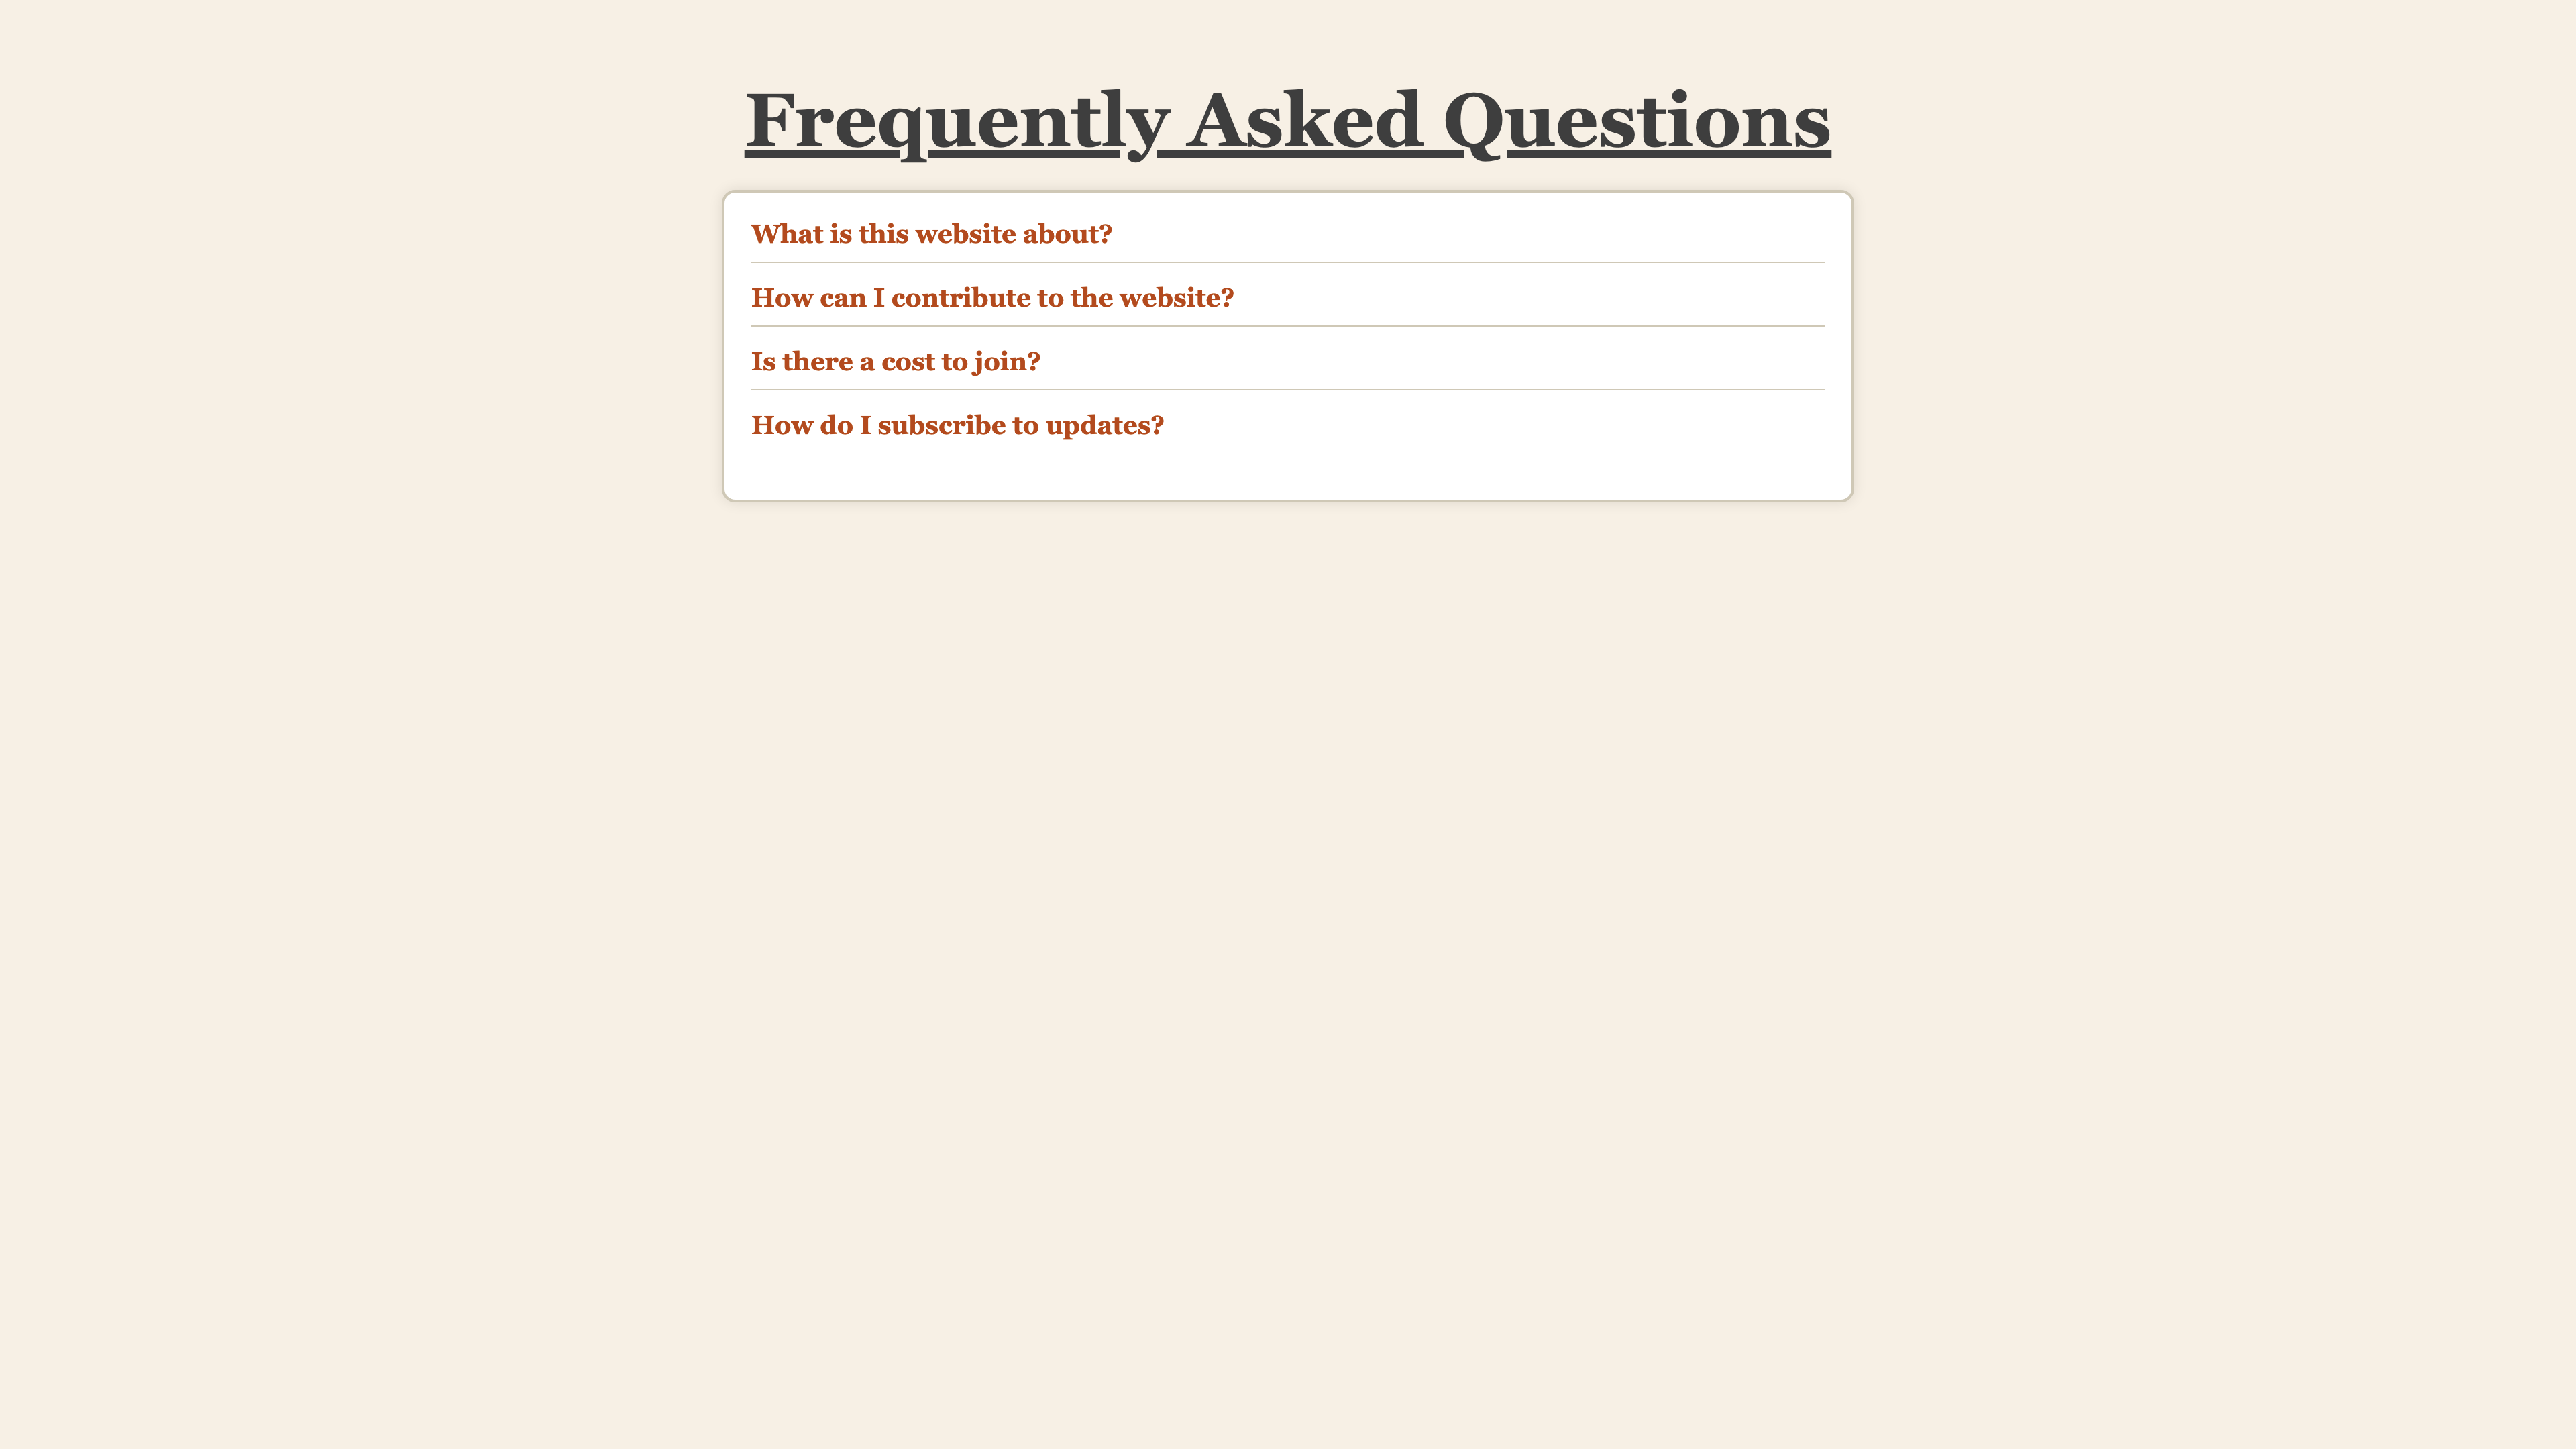 Frequently Asked Questions
What is this website about?
How can I contribute to the website?
Is there a cost to join?
How do I subscribe to updates?